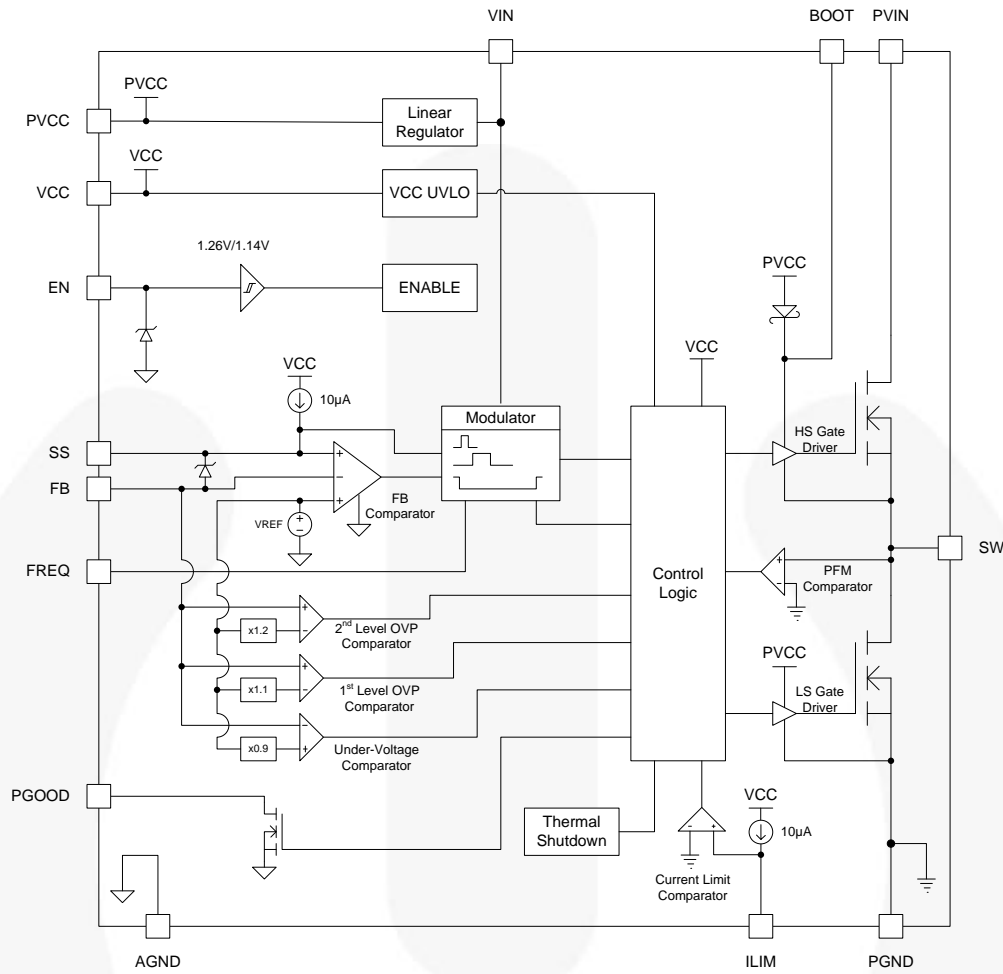 VIN
BOOT
PVIN
PVCC
PVCC
Linear
Regulator
VCC
VCC
VCC UVLO
1.26V/1.14V
EN
ENABLE
PVCC
VCC
VCC
10µA
Modulator
HS Gate
Driver
SS
FB
FB
Comparator
VREF
+
−
+
−
+
SW
FREQ
Control
Logic
+
−
PFM
Comparator
x1.2
+
−
2nd Level OVP
Comparator
PVCC
x1.1
+
−
1st Level OVP
Comparator
LS Gate
Driver
x0.9
−
+
Under-Voltage
Comparator
PGOOD
VCC
10µA
Thermal
Shutdown
−
+
Current Limit
Comparator
AGND
ILIM
PGND